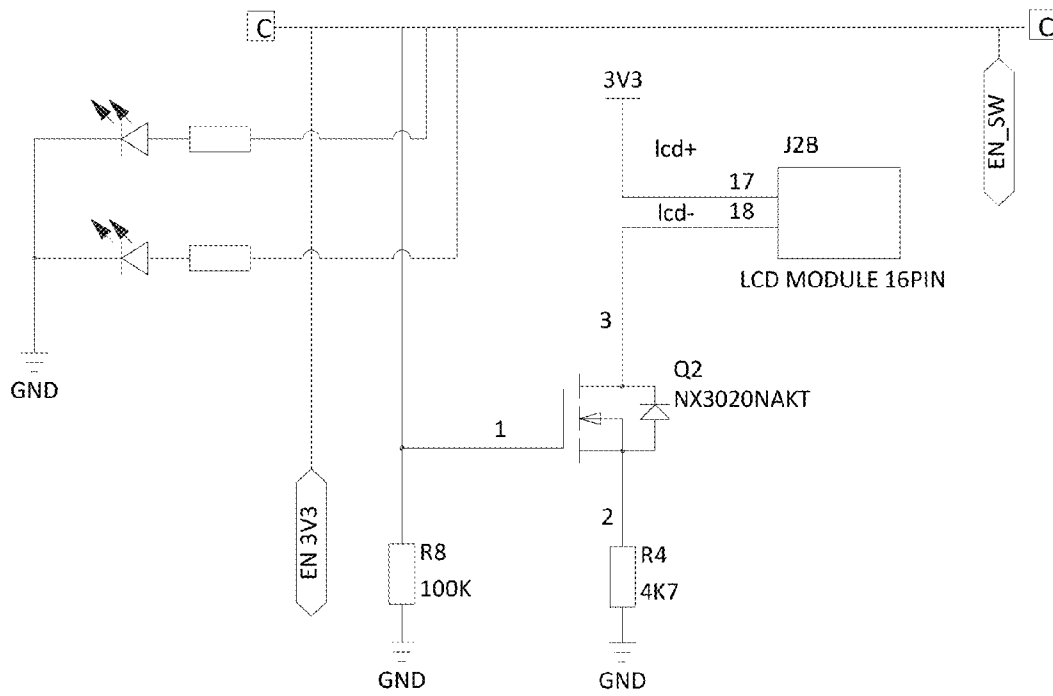 C
C
3V3
EN_SW
lcd+
J2B
17
lcd-
18
LCD MODULE 16PIN
3
GND
Q2
NX3020NAKT
1
EN 3V3
2
R8
100K
R4
4K7
GND
GND